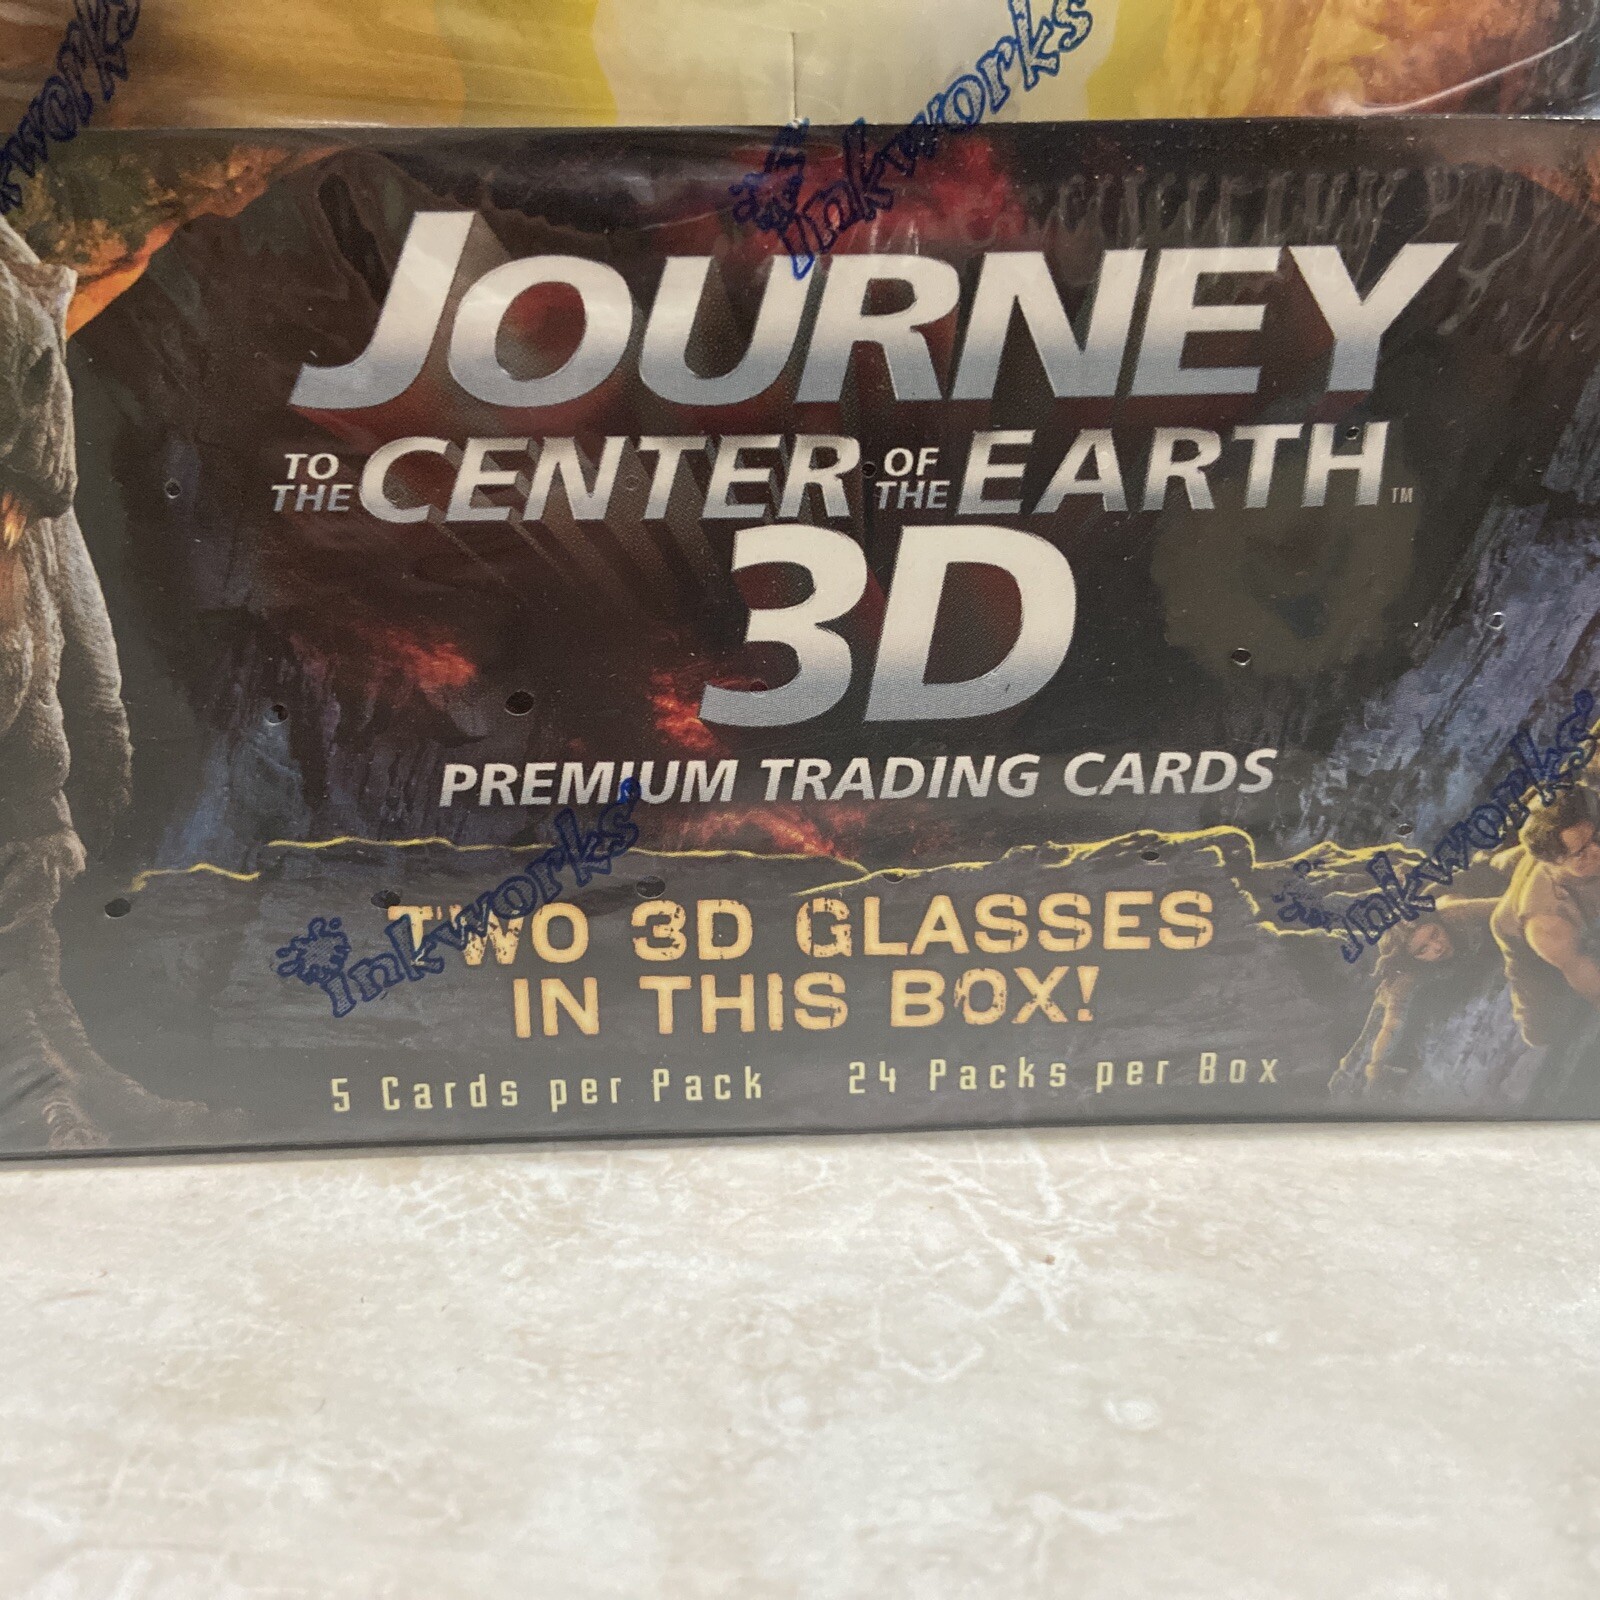 inkworks
inkworks
JOURNEY
TO THE CENTER OF THE EARTH™
3D
PREMIUM TRADING CARDS
inkworks
inkworks
TWO 3D GLASSES
IN THIS BOX!
5 Cards per Pack 24 Packs per Box